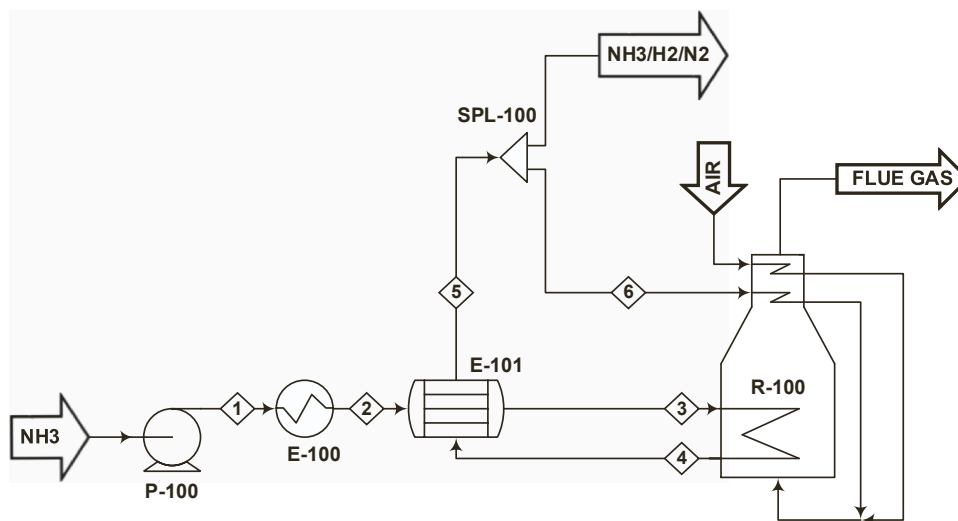 NH3/H2/N2
SPL-100
AIR
FLUE GAS
5
6
E-101
R-100
NH3
1
2
3
E-100
4
P-100